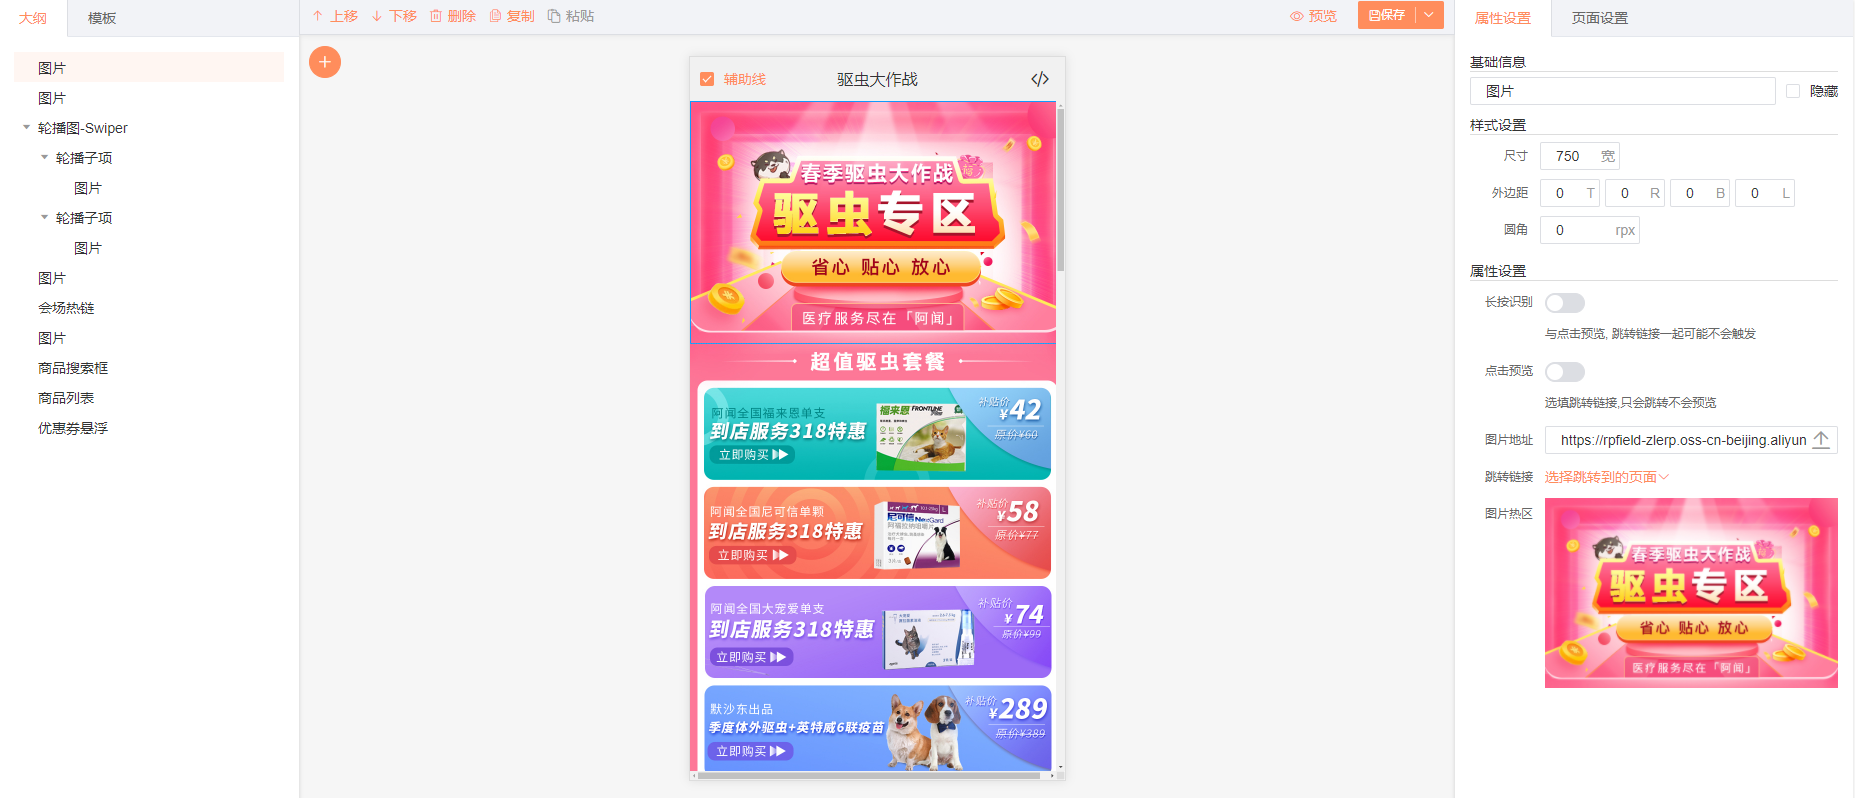 大纲
模板
图片
图片
轮播图-Swiper
轮播子项
图片
轮播子项
图片
图片
会场热链
图片
商品搜索框
商品列表
优惠券悬浮
上移 下移 删除 复制 粘贴
预览 保存
辅助线 驱虫大作战 </>
春季驱虫大作战
驱虫专区
省心 贴心 放心
医疗服务尽在「阿闻」
超值驱虫套餐
阿闻全国福来恩单支
到店服务318特惠
立即购买
福来恩 FRONTLINE
Plus
补贴价
¥42
原价¥60
阿闻全国尼可信单颗
到店服务318特惠
立即购买
尼可信 NexGard
阿福拉纳咀嚼片
补贴价
¥58
原价¥77
阿闻全国大宠爱单支
到店服务318特惠
立即购买
补贴价
¥74
原价¥99
默沙东出品
季度体外驱虫+英特威6联疫苗
立即购买
补贴价
¥289
原价¥389
属性设置 页面设置
基础信息
图片 隐藏
样式设置
尺寸 750 宽
外边距 0 T 0 R 0 B 0 L
圆角 0 rpx
属性设置
长按识别
与点击预览, 跳转链接一起可能不会触发
点击预览
选填跳转链接,只会跳转不会预览
图片地址 https://rpfield-zlerp.oss-cn-beijing.aliyun
跳转链接 选择跳转到的页面
图片热区
春季驱虫大作战
驱虫专区
省心 贴心 放心
医疗服务尽在「阿闻」